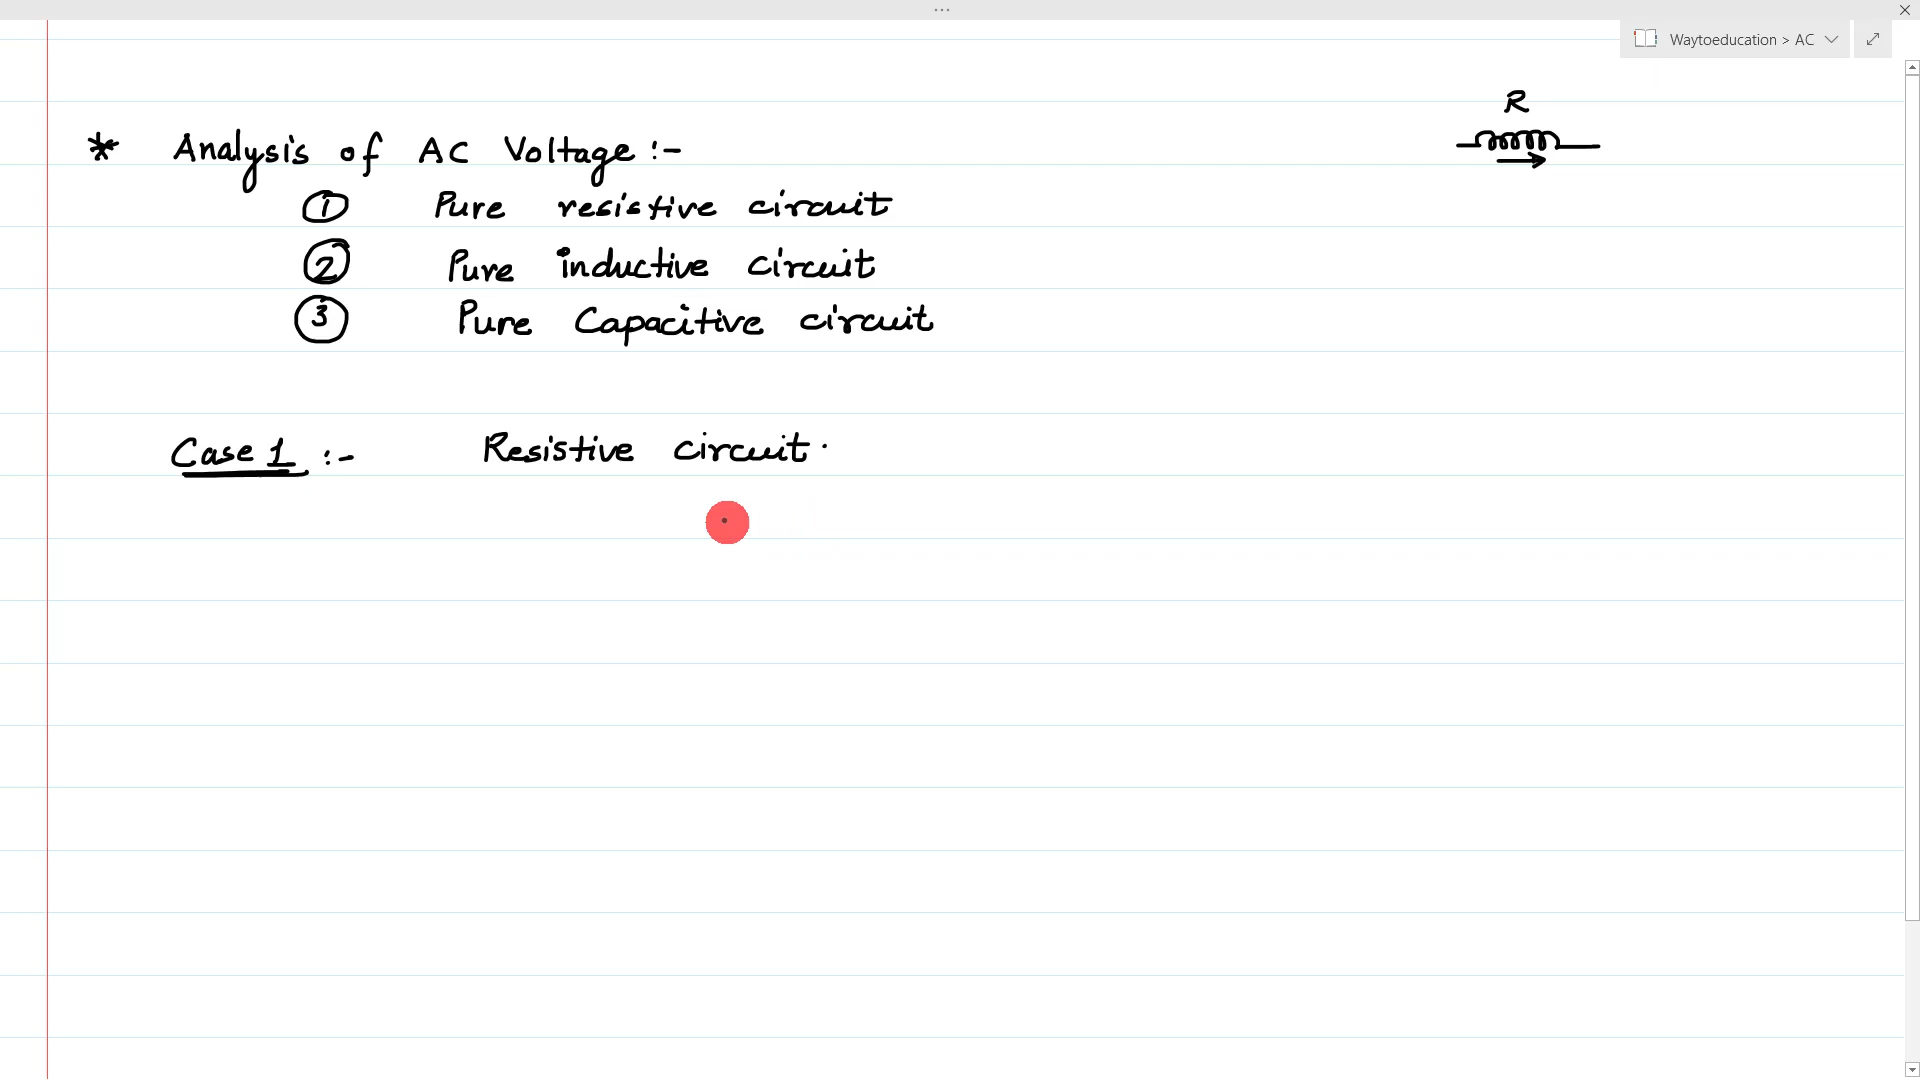 Waytoeducation > AC
R
* Analysis of AC Voltage :-
① Pure resistive circuit
② Pure inductive circuit
③ Pure Capacitive circuit
Case 1 :- Resistive circuit.